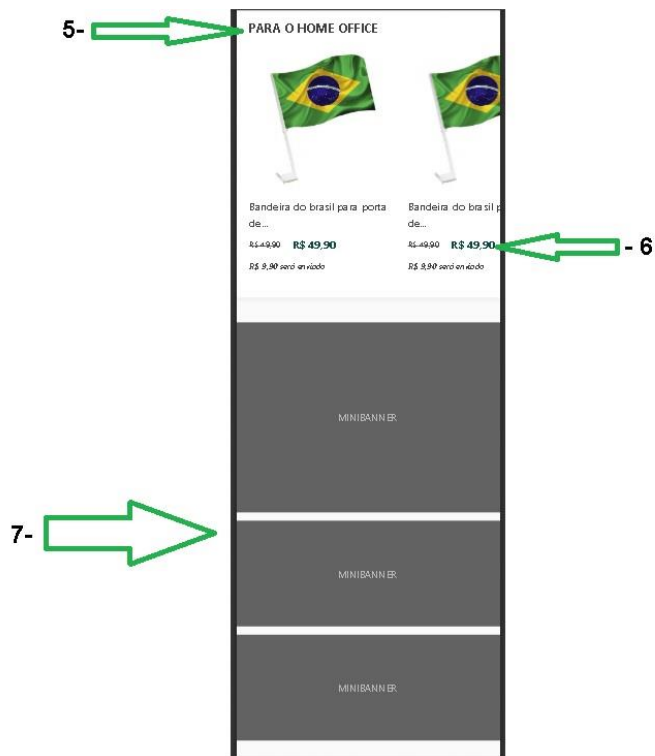 5-
PARA O HOME OFFICE
Bandeira do brasil para porta
de...
Bandeira do brasil p
de...
R$ 49,90 R$ 49,90
R$ 49,90 R$ 49,90
- 6
R$ 9,90 será enviado
R$ 9,90 será enviado
MINIBANNER
7-
MINIBANNER
MINIBANNER